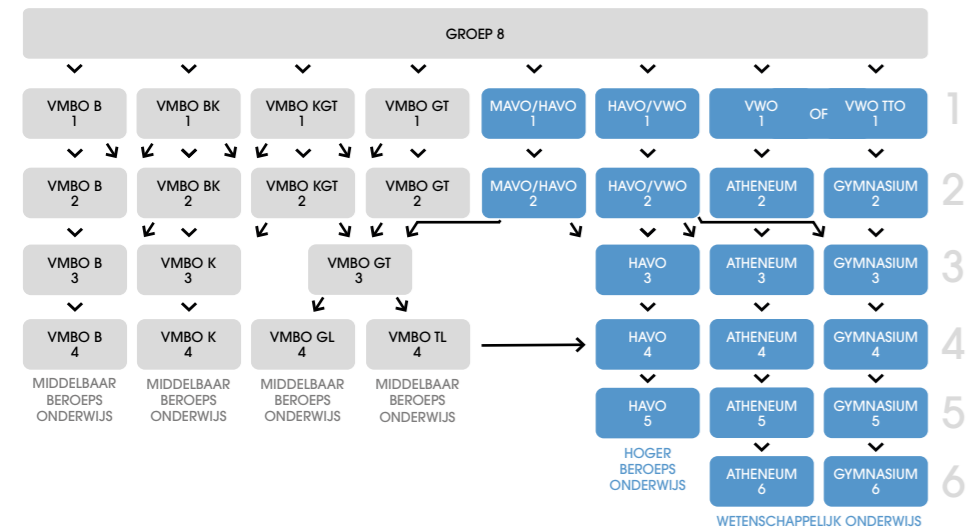 GROEP 8
VMBO B
1
VMBO BK
1
VMBO KGT
1
VMBO GT
1
MAVO/HAVO
1
HAVO/VWO
1
VWO
1
OF
VWO TTO
1
1
VMBO B
2
VMBO BK
2
VMBO KGT
2
VMBO GT
2
MAVO/HAVO
2
HAVO/VWO
2
ATHENEUM
2
GYMNASIUM
2
2
VMBO B
3
VMBO K
3
VMBO GT
3
HAVO
3
ATHENEUM
3
GYMNASIUM
3
3
VMBO B
4
VMBO K
4
VMBO GL
4
VMBO TL
4
HAVO
4
ATHENEUM
4
GYMNASIUM
4
4
MIDDELBAAR
BEROEPS
ONDERWIJS
MIDDELBAAR
BEROEPS
ONDERWIJS
MIDDELBAAR
BEROEPS
ONDERWIJS
MIDDELBAAR
BEROEPS
ONDERWIJS
HAVO
5
ATHENEUM
5
GYMNASIUM
5
5
HOGER
BEROEPS
ONDERWIJS
ATHENEUM
6
GYMNASIUM
6
6
WETENSCHAPPELIJK ONDERWIJS